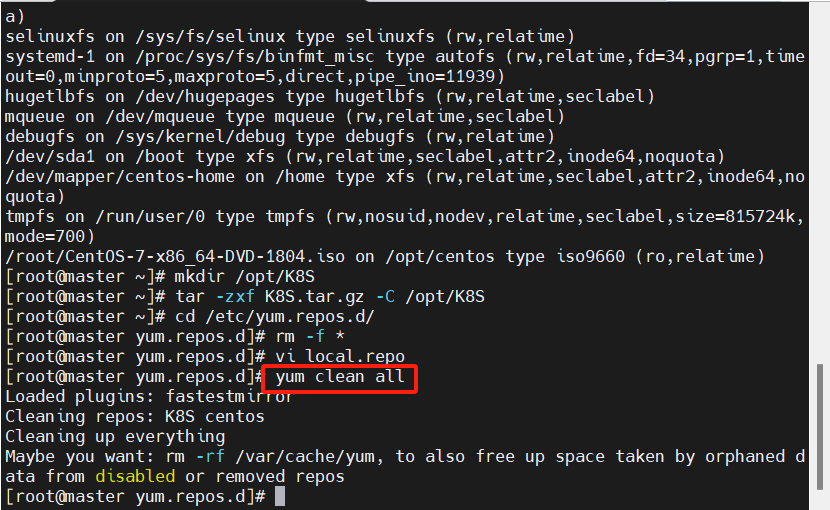 a)
selinuxfs on /sys/fs/selinux type selinuxfs (rw,relatime)
systemd-1 on /proc/sys/fs/binfmt_misc type autofs (rw,relatime,fd=34,pgrp=1,time
out=0,minproto=5,maxproto=5,direct,pipe_ino=11939)
hugetlbfs on /dev/hugepages type hugetlbfs (rw,relatime,seclabel)
mqueue on /dev/mqueue type mqueue (rw,relatime,seclabel)
debugfs on /sys/kernel/debug type debugfs (rw,relatime)
/dev/sda1 on /boot type xfs (rw,relatime,seclabel,attr2,inode64,noquota)
/dev/mapper/centos-home on /home type xfs (rw,relatime,seclabel,attr2,inode64,no
quota)
tmpfs on /run/user/0 type tmpfs (rw,nosuid,nodev,relatime,seclabel,size=815724k,
mode=700)
/root/CentOS-7-x86_64-DVD-1804.iso on /opt/centos type iso9660 (ro,relatime)
[root@master ~]# mkdir /opt/K8S
[root@master ~]# tar -zxf K8S.tar.gz -C /opt/K8S
[root@master ~]# cd /etc/yum.repos.d/
[root@master yum.repos.d]# rm -f *
[root@master yum.repos.d]# vi local.repo
[root@master yum.repos.d]# yum clean all
Loaded plugins: fastestmirror
Cleaning repos: K8S centos
Cleaning up everything
Maybe you want: rm -rf /var/cache/yum, to also free up space taken by orphaned d
ata from disabled or removed repos
[root@master yum.repos.d]#